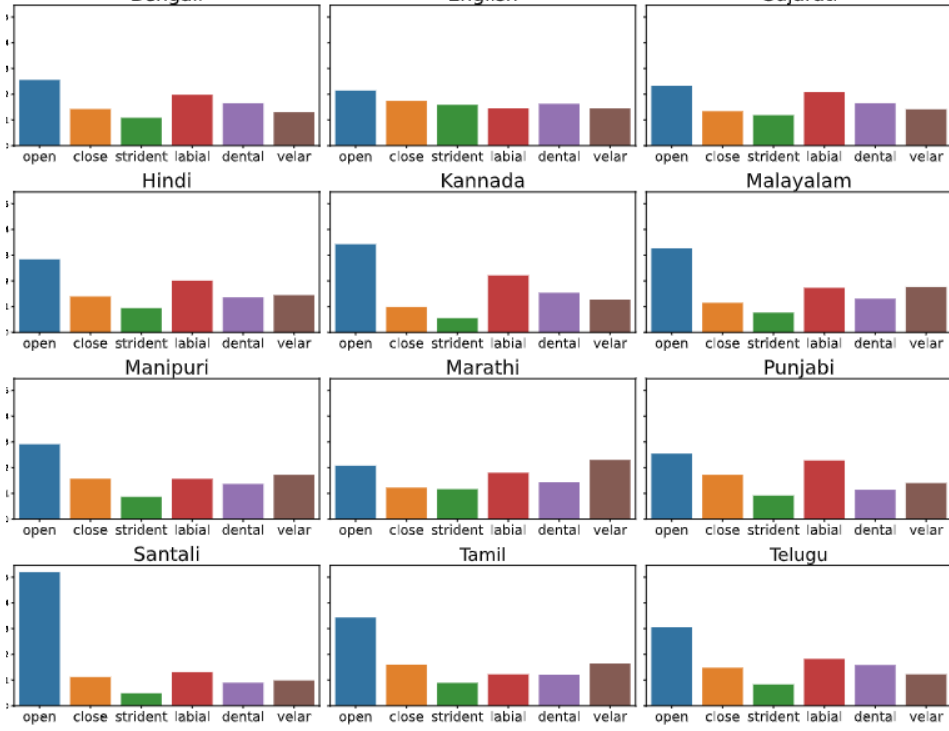 Bengali English Gujarati
open close strident labial dental velar open close strident labial dental velar open close strident labial dental velar
Hindi Kannada Malayalam
open close strident labial dental velar open close strident labial dental velar open close strident labial dental velar
Manipuri Marathi Punjabi
open close strident labial dental velar open close strident labial dental velar open close strident labial dental velar
Santali Tamil Telugu
open close strident labial dental velar open close strident labial dental velar open close strident labial dental velar